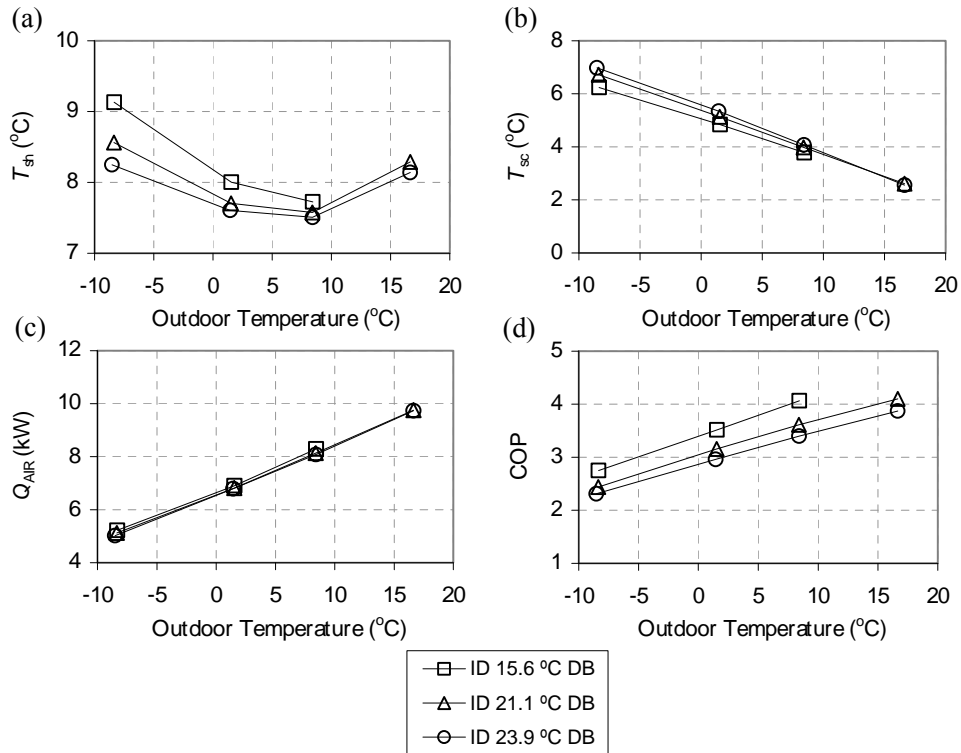 (a)
10
9
8
7
T_sh (°C)
-10 -5 0 5 10 15 20
Outdoor Temperature (°C)
(b)
8
6
4
2
0
T_sc (°C)
-10 -5 0 5 10 15 20
Outdoor Temperature (°C)
(c)
12
10
8
6
4
Q_AIR (kW)
-10 -5 0 5 10 15 20
Outdoor Temperature (°C)
(d)
5
4
3
2
1
COP
-10 -5 0 5 10 15 20
Outdoor Temperature (°C)
ID 15.6 ºC DB
ID 21.1 ºC DB
ID 23.9 ºC DB